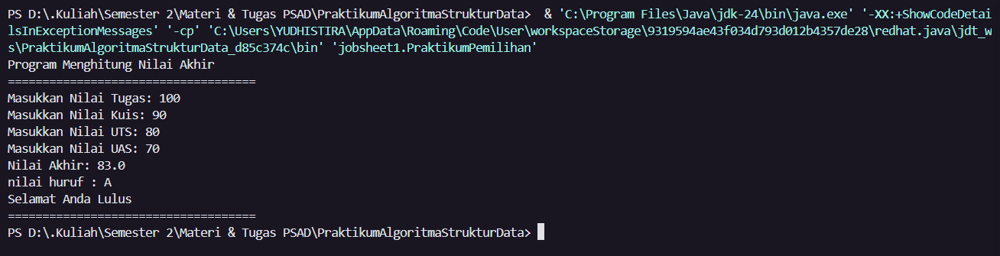 PS D:\.Kuliah\Semester 2\Materi & Tugas PSAD\PraktikumAlgoritmaStrukturData>  & 'C:\Program Files\Java\jdk-24\bin\java.exe' '-XX:+ShowCodeDetai
lsInExceptionMessages' '-cp' 'C:\Users\YUDHISTIRA\AppData\Roaming\Code\User\workspaceStorage\9319594ae43f034d793d012b4357de28\redhat.java\jdt_w
s\PraktikumAlgoritmaStrukturData_d85c374c\bin' 'jobsheet1.PraktikumPemilihan'
Program Menghitung Nilai Akhir
====================================
Masukkan Nilai Tugas: 100
Masukkan Nilai Kuis: 90
Masukkan Nilai UTS: 80
Masukkan Nilai UAS: 70
Nilai Akhir: 83.0
nilai huruf : A
Selamat Anda Lulus
====================================
PS D:\.Kuliah\Semester 2\Materi & Tugas PSAD\PraktikumAlgoritmaStrukturData>